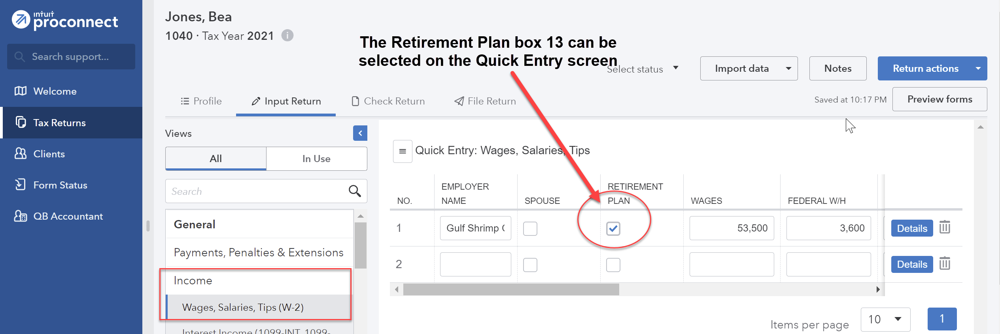 intuit
proconnect
Search support...
Welcome
Tax Returns
Clients
Form Status
QB Accountant
Jones, Bea
1040 · Tax Year 2021
i
The Retirement Plan box 13 can be
selected on the Quick Entry screen
Select status
Import data
Notes
Return actions
Profile
Input Return
Check Return
File Return
Saved at 10:17 PM
Preview forms
Views
All
In Use
Search
General
Payments, Penalties & Extensions
Income
Wages, Salaries, Tips (W-2)
Interest Income (1099-INT, 1099-
Quick Entry: Wages, Salaries, Tips
NO.
EMPLOYER
NAME
SPOUSE
RETIREMENT
PLAN
WAGES
FEDERAL W/H
1
Gulf Shrimp
53,500
3,600
Details
2
Details
Items per page
10
1